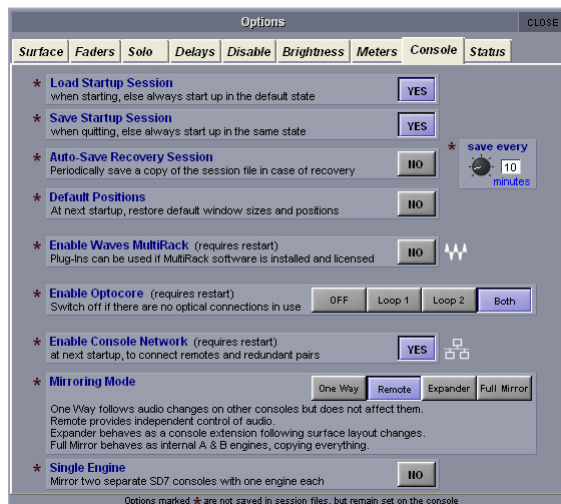 Options
CLOSE
Surface Faders Solo Delays Disable Brightness Meters Console Status
* Load Startup Session
when starting, else always start up in the default state
YES
* Save Startup Session
when quitting, else always start up in the same state
YES
* Auto-Save Recovery Session
Periodically save a copy of the session file in case of recovery
NO
* save every
10
minutes
* Default Positions
At next startup, restore default window sizes and positions
NO
* Enable Waves MultiRack (requires restart)
Plug-Ins can be used if MultiRack software is installed and licensed
NO
* Enable Optocore (requires restart)
Switch off if there are no optical connections in use
OFF Loop 1 Loop 2 Both
* Enable Console Network (requires restart)
at next startup, to connect remotes and redundant pairs
YES
* Mirroring Mode
One Way Remote Expander Full Mirror
One Way follows audio changes on other consoles but does not affect them.
Remote provides independent control of audio.
Expander behaves as a console extension following surface layout changes.
Full Mirror behaves as internal A & B engines, copying everything.
* Single Engine
Mirror two separate SD7 consoles with one engine each
NO
Options marked * are not saved in session files, but remain set on the console